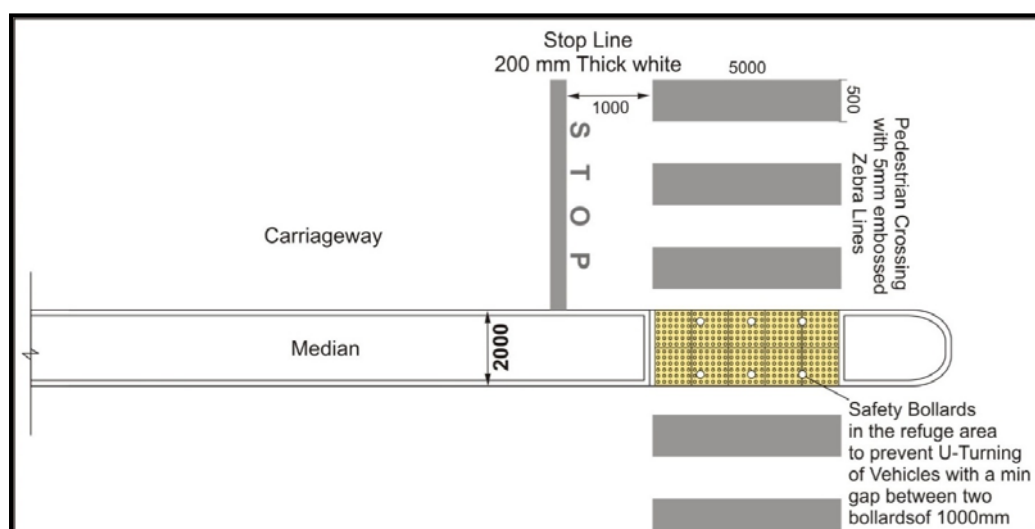 Stop Line
200 mm Thick white
5000
1000
500
STOP
Pedestrian Crossing
with 5mm embossed
Zebra Lines
Carriageway
Median
2000
Safety Bollards
in the refuge area
to prevent U-Turning
of Vehicles with a min
gap between two
bollardsof 1000mm